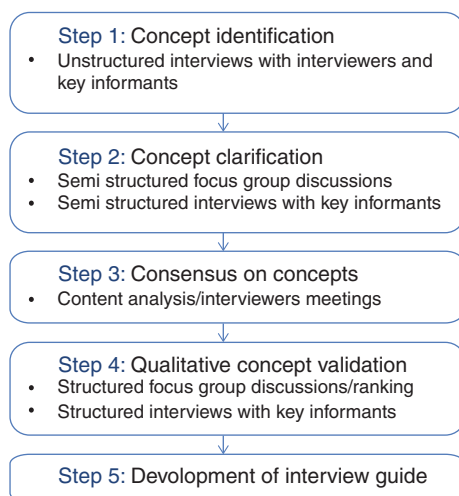 Step 1: Concept identification
• Unstructured interviews with interviewers and
key informants
Step 2: Concept clarification
• Semi structured focus group discussions
• Semi structured interviews with key informants
Step 3: Consensus on concepts
• Content analysis/interviewers meetings
Step 4: Qualitative concept validation
• Structured focus group discussions/ranking
• Structured interviews with key informants
Step 5: Devolopment of interview guide